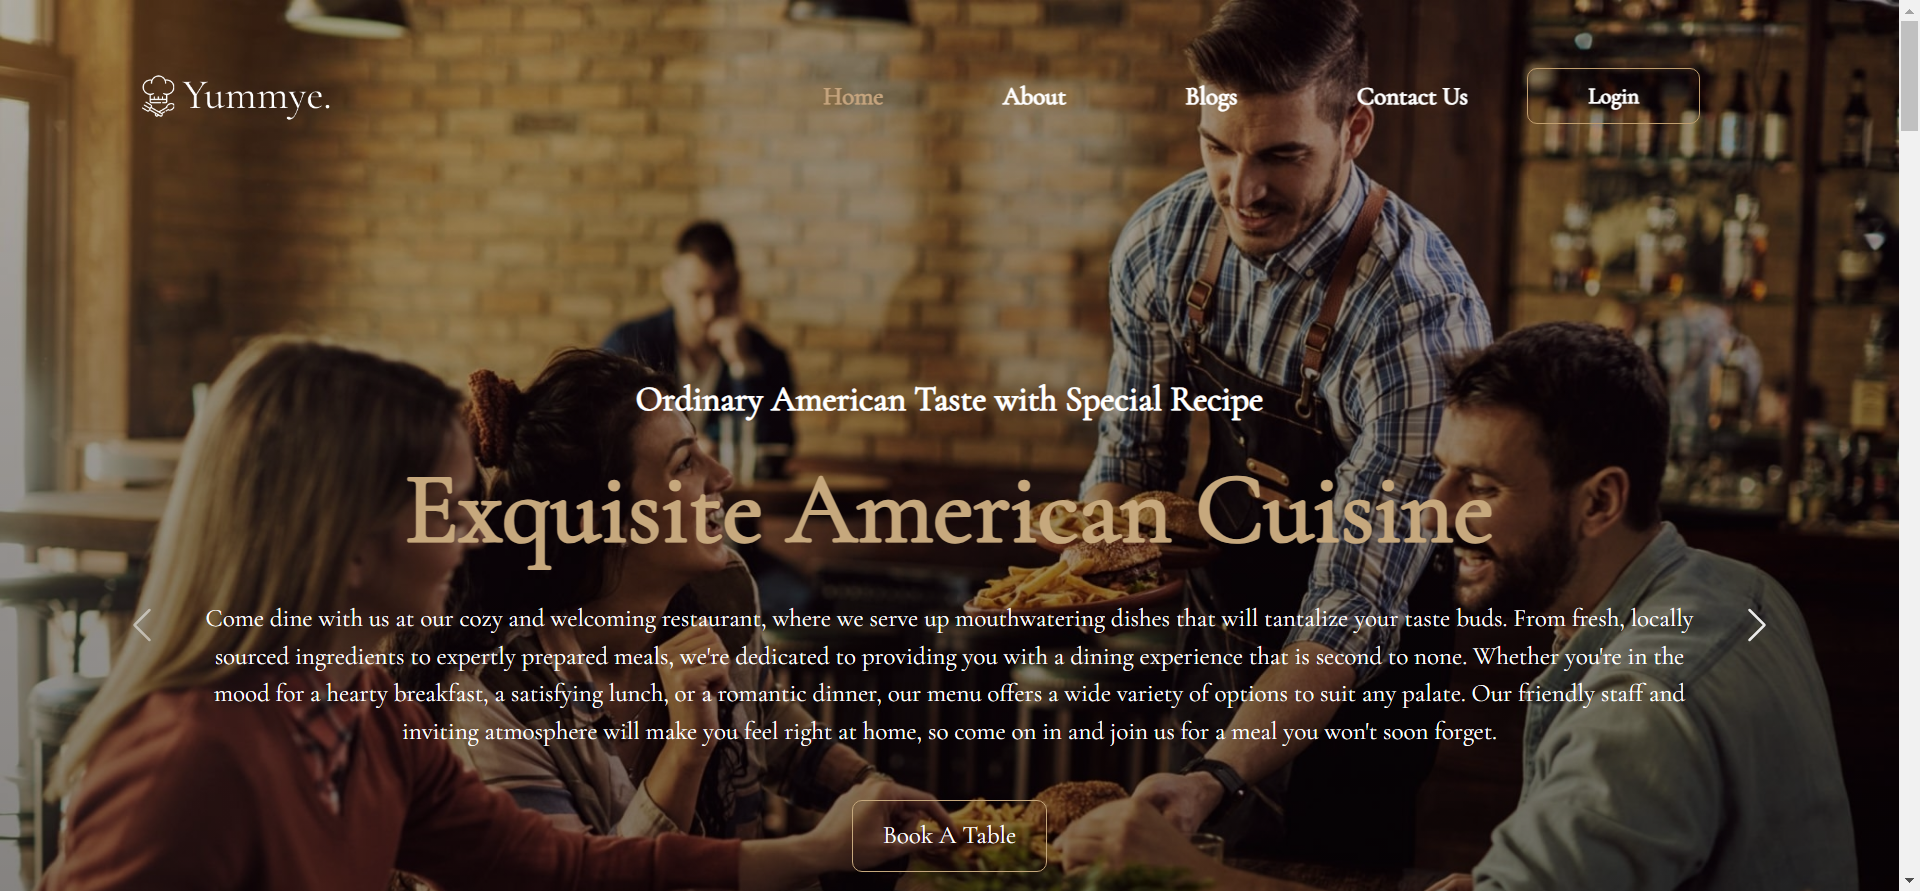 Yummye.
Home About Blogs Contact Us Login
Ordinary American Taste with Special Recipe
Exquisite American Cuisine
Come dine with us at our cozy and welcoming restaurant, where we serve up mouthwatering dishes that will tantalize your taste buds. From fresh, locally
sourced ingredients to expertly prepared meals, we're dedicated to providing you with a dining experience that is second to none. Whether you're in the
mood for a hearty breakfast, a satisfying lunch, or a romantic dinner, our menu offers a wide variety of options to suit any palate. Our friendly staff and
inviting atmosphere will make you feel right at home, so come on in and join us for a meal you won't soon forget.
Book A Table